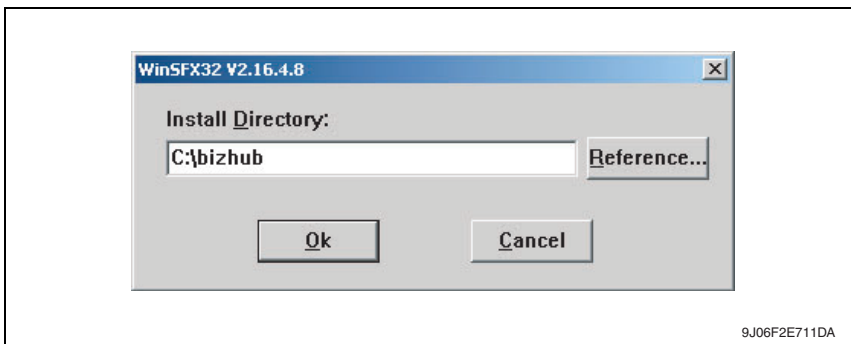 WinSFX32 V2.16.4.8
Install Directory:
C:\bizhub
Reference...
Ok
Cancel
9J06F2E711DA